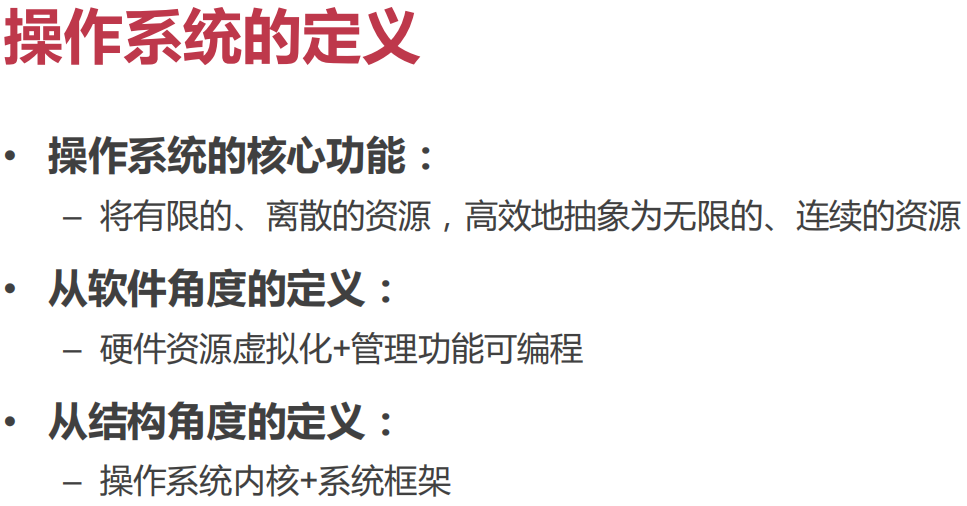 操作系统的定义
• 操作系统的核心功能：
– 将有限的、离散的资源，高效地抽象为无限的、连续的资源
• 从软件角度的定义：
– 硬件资源虚拟化+管理功能可编程
• 从结构角度的定义：
– 操作系统内核+系统框架